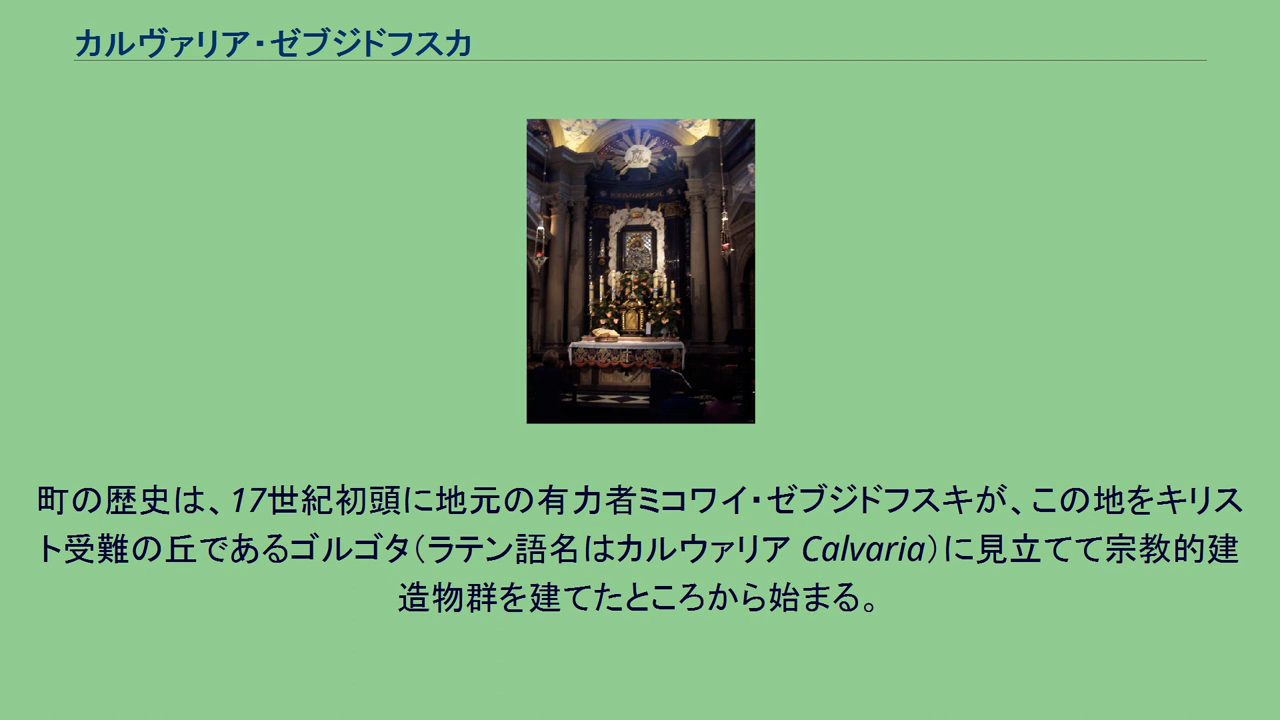 カルヴァリア・ゼブジドフスカ
町の歴史は、17世紀初頭に地元の有力者ミコワイ・ゼブジドフスキが、この地をキリス
ト受難の丘であるゴルゴタ（ラテン語名はカルウァリア Calvaria）に見立てて宗教的建
造物群を建てたところから始まる。